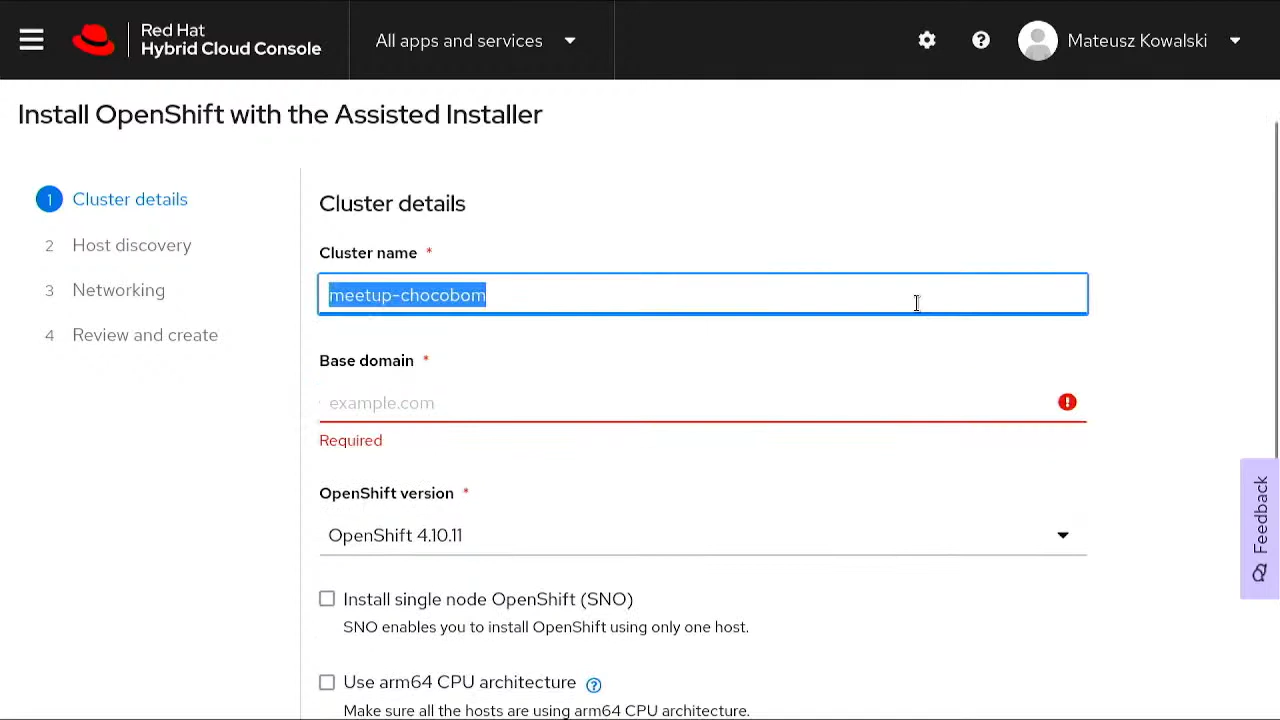 Red Hat
Hybrid Cloud Console
All apps and services
Mateusz Kowalski
Install OpenShift with the Assisted Installer
1 Cluster details
2 Host discovery
3 Networking
4 Review and create
Cluster details
Cluster name *
meetup-chocobom
Base domain *
example.com
Required
OpenShift version *
OpenShift 4.10.11
Install single node OpenShift (SNO)
SNO enables you to install OpenShift using only one host.
Use arm64 CPU architecture
Make sure all the hosts are using arm64 CPU architecture.
Feedback